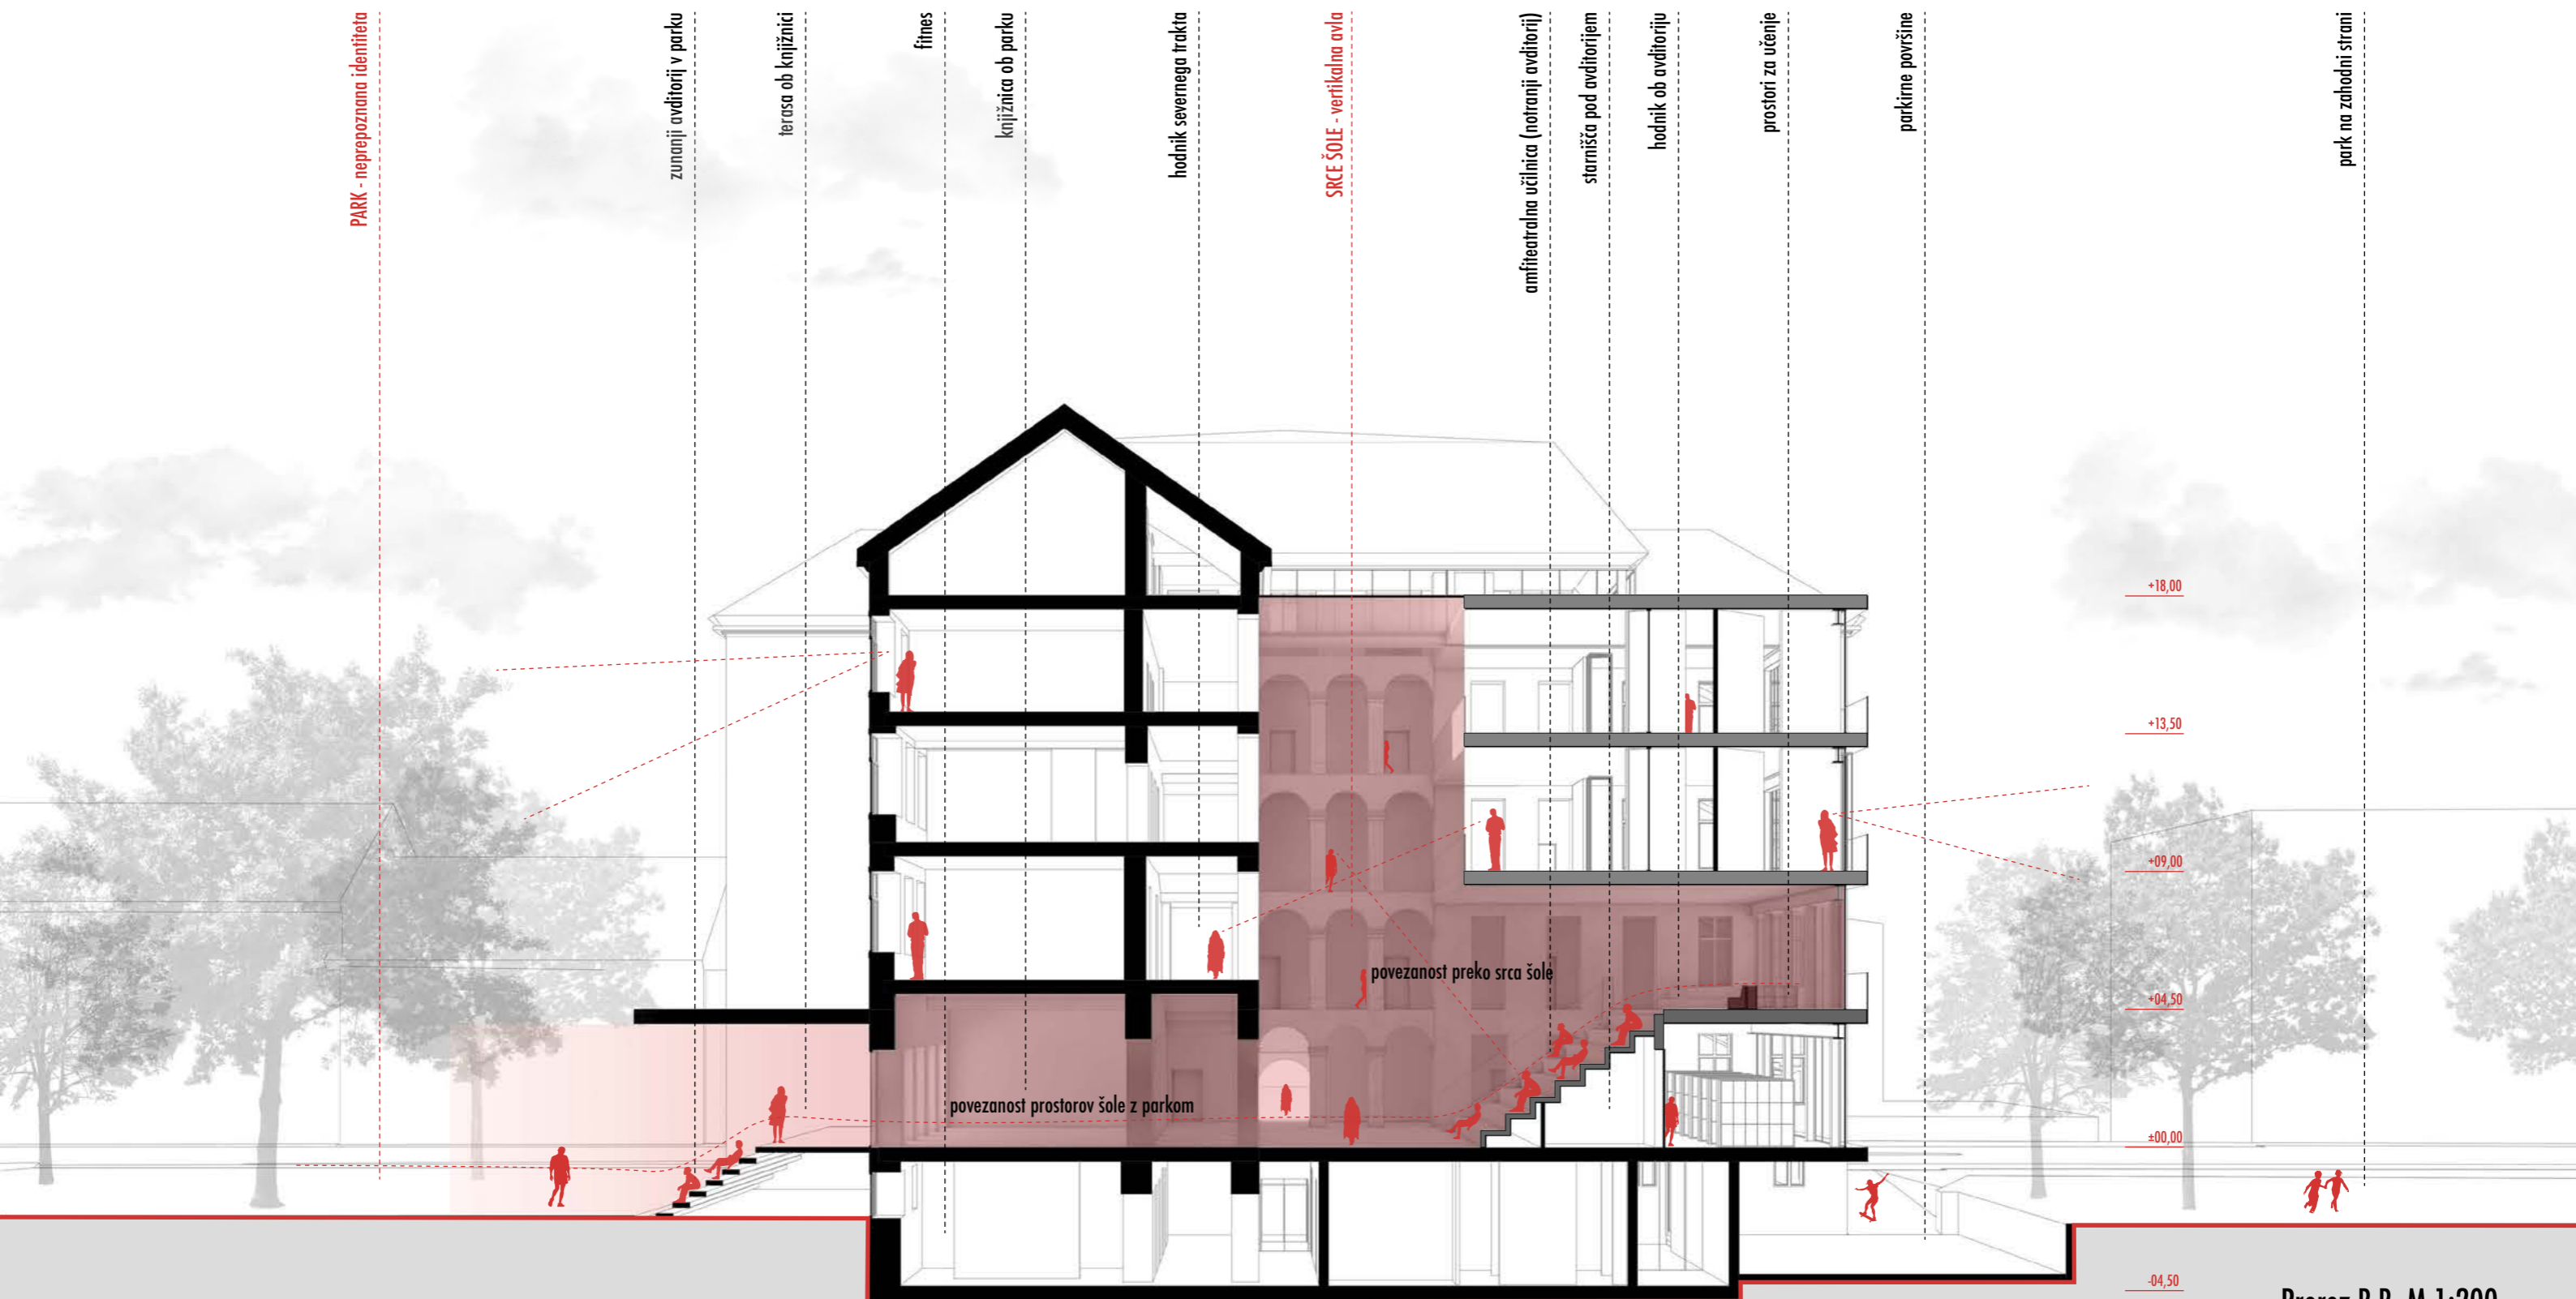 PARK - neprepoznana identiteta
zunanji avditorij v parku
terasa ob knjižnici
fitnes
knjižnica ob parku
hodnik severnega trakta
SRCE ŠOLE - vertikalna avla
amfiteatralna učilnica (notranji avditorij)
starnišča pod avditorijem
hodnik ob avditoriju
prostori za učenje
parkirne površine
park na zahodni strani
+18,00
+13,50
+09,00
povezanost preko srca šole
+04,50
povezanost prostorov šole z parkom
±00,00
-04,50
Prerez B-B, M 1:200